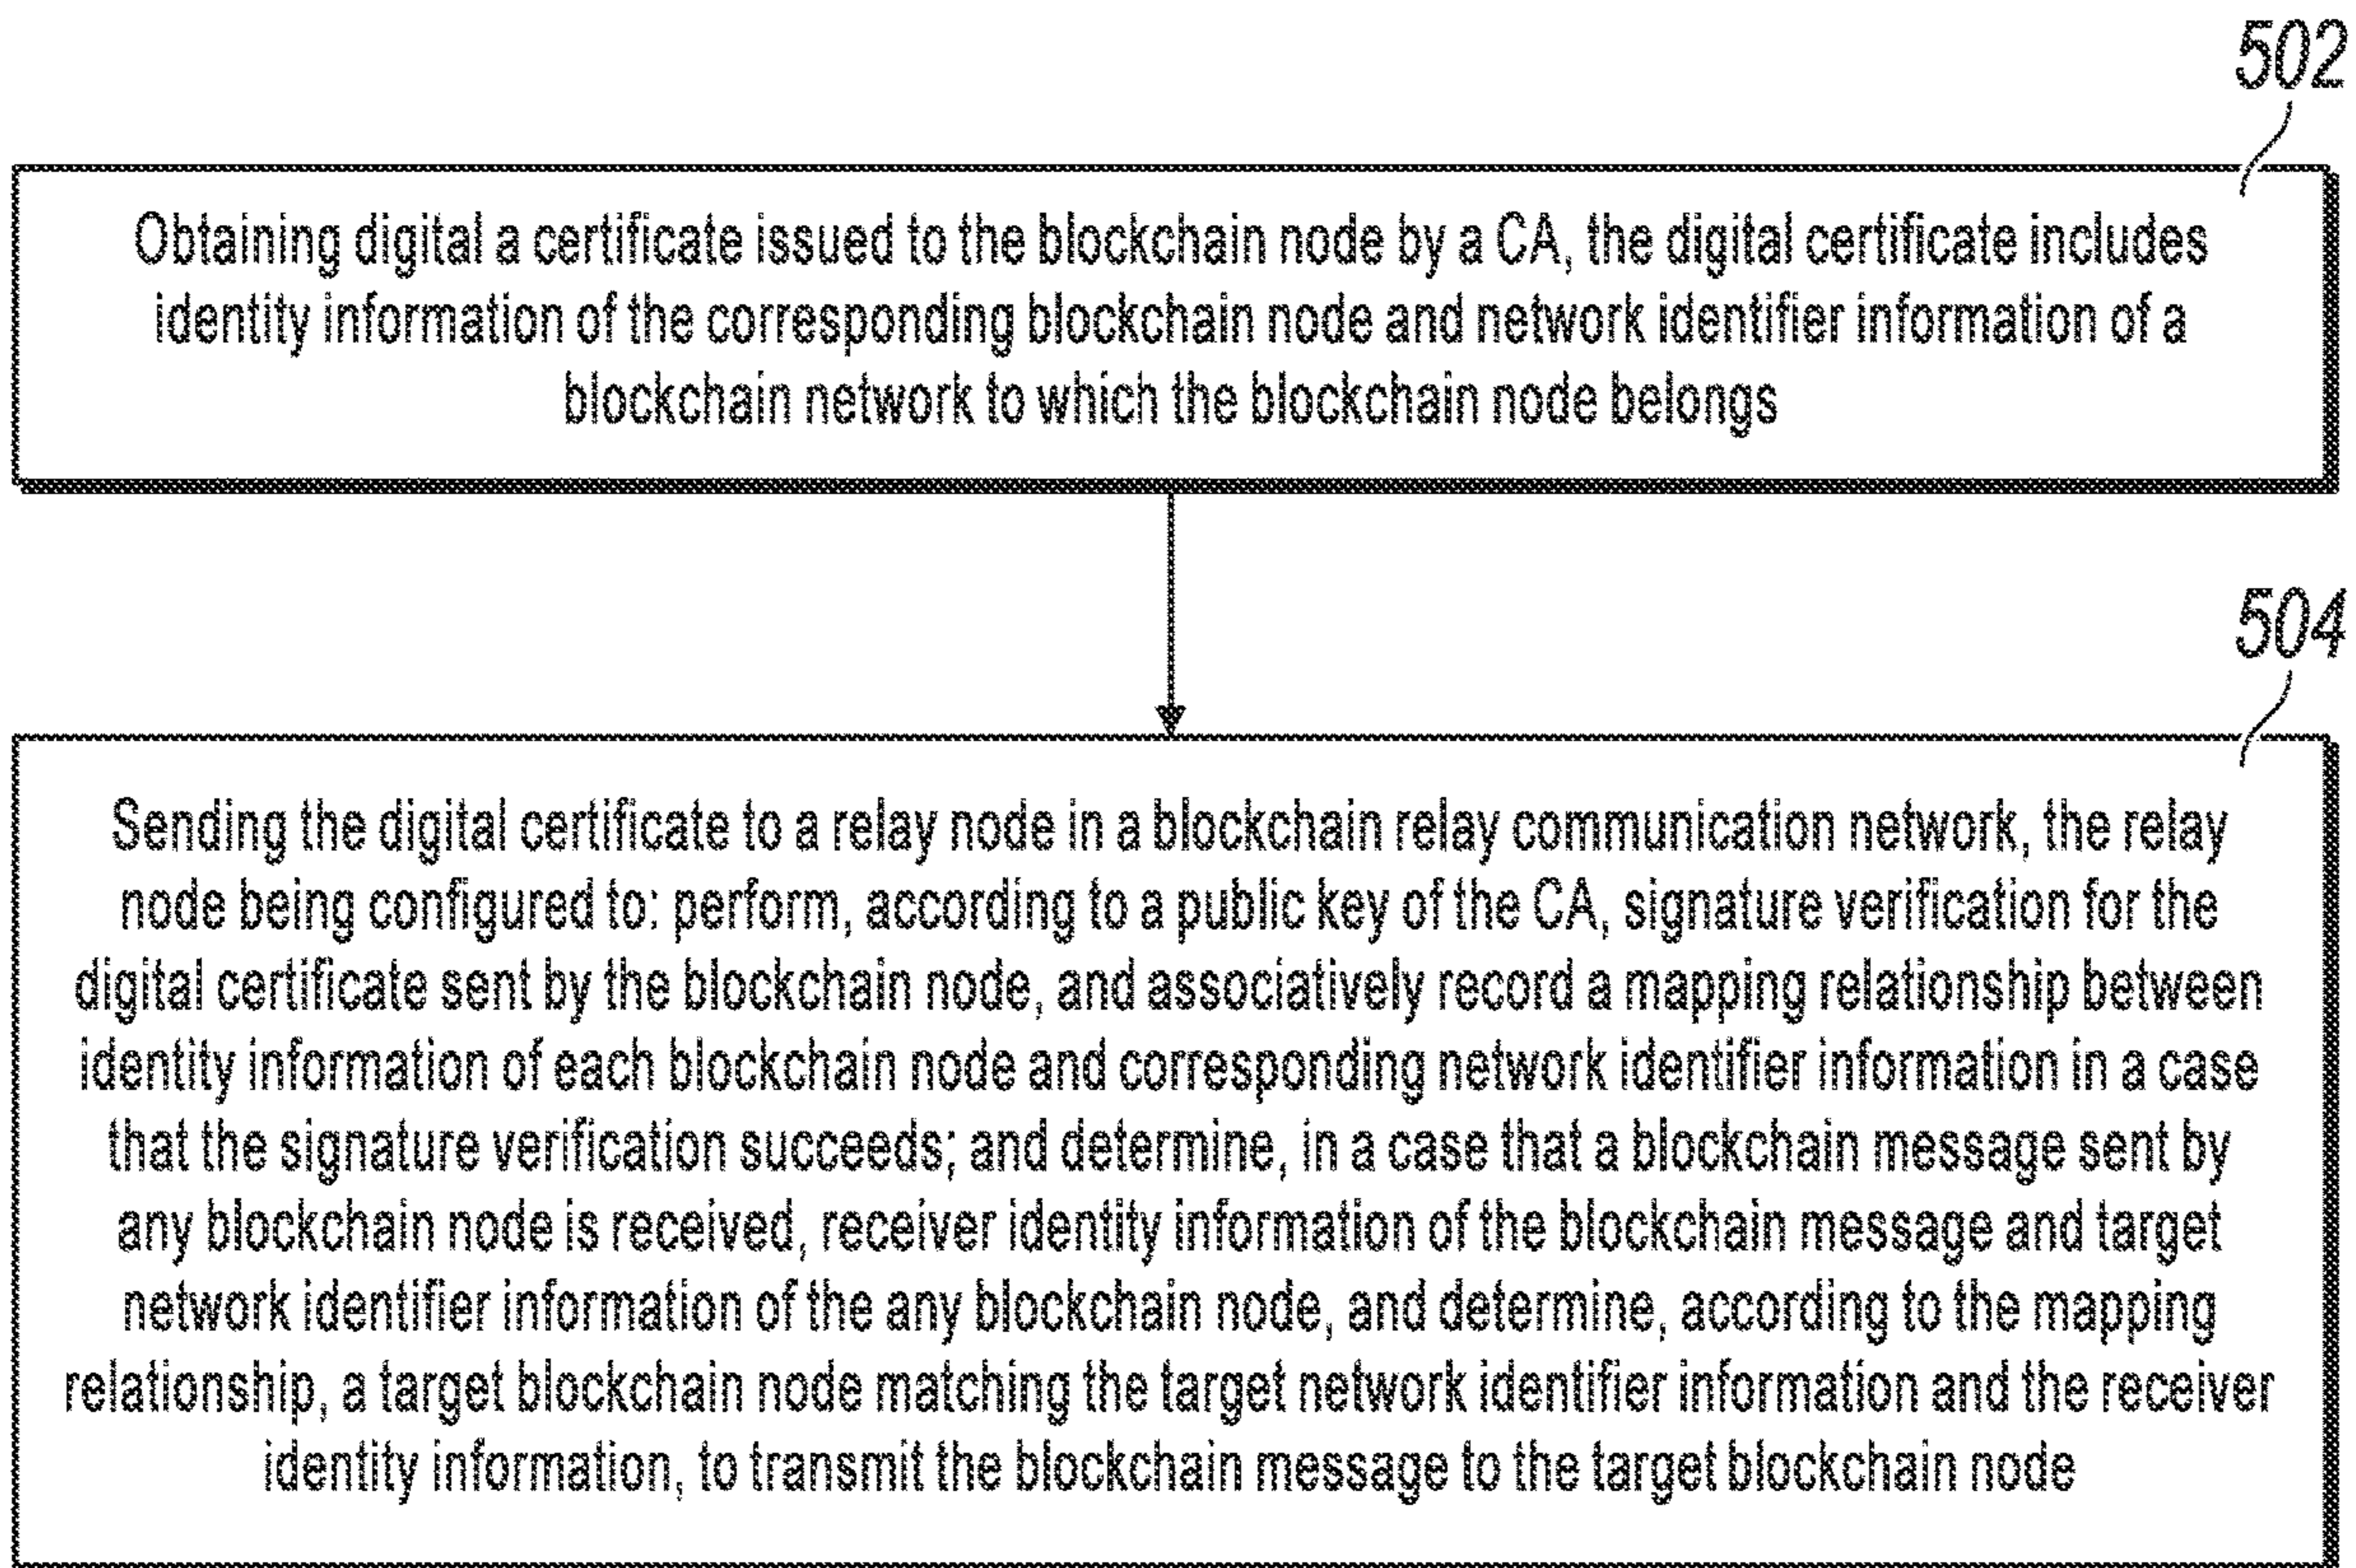 502
Obtaining digital a certificate issued to the blockchain node by a CA, the digital certificate includes
identity information of the corresponding blockchain node and network identifier information of a
blockchain network to which the blockchain node belongs
504
Sending the digital certificate to a relay node in a blockchain relay communication network, the relay
node being configured to: perform, according to a public key of the CA, signature verification for the
digital certificate sent by the blockchain node, and associatively record a mapping relationship between
identity information of each blockchain node and corresponding network identifier information in a case
that the signature verification succeeds; and determine, in a case that a blockchain message sent by
any blockchain node is received, receiver identity information of the blockchain message and target
network identifier information of the any blockchain node, and determine, according to the mapping
relationship, a target blockchain node matching the target network identifier information and the receiver
identity information, to transmit the blockchain message to the target blockchain node